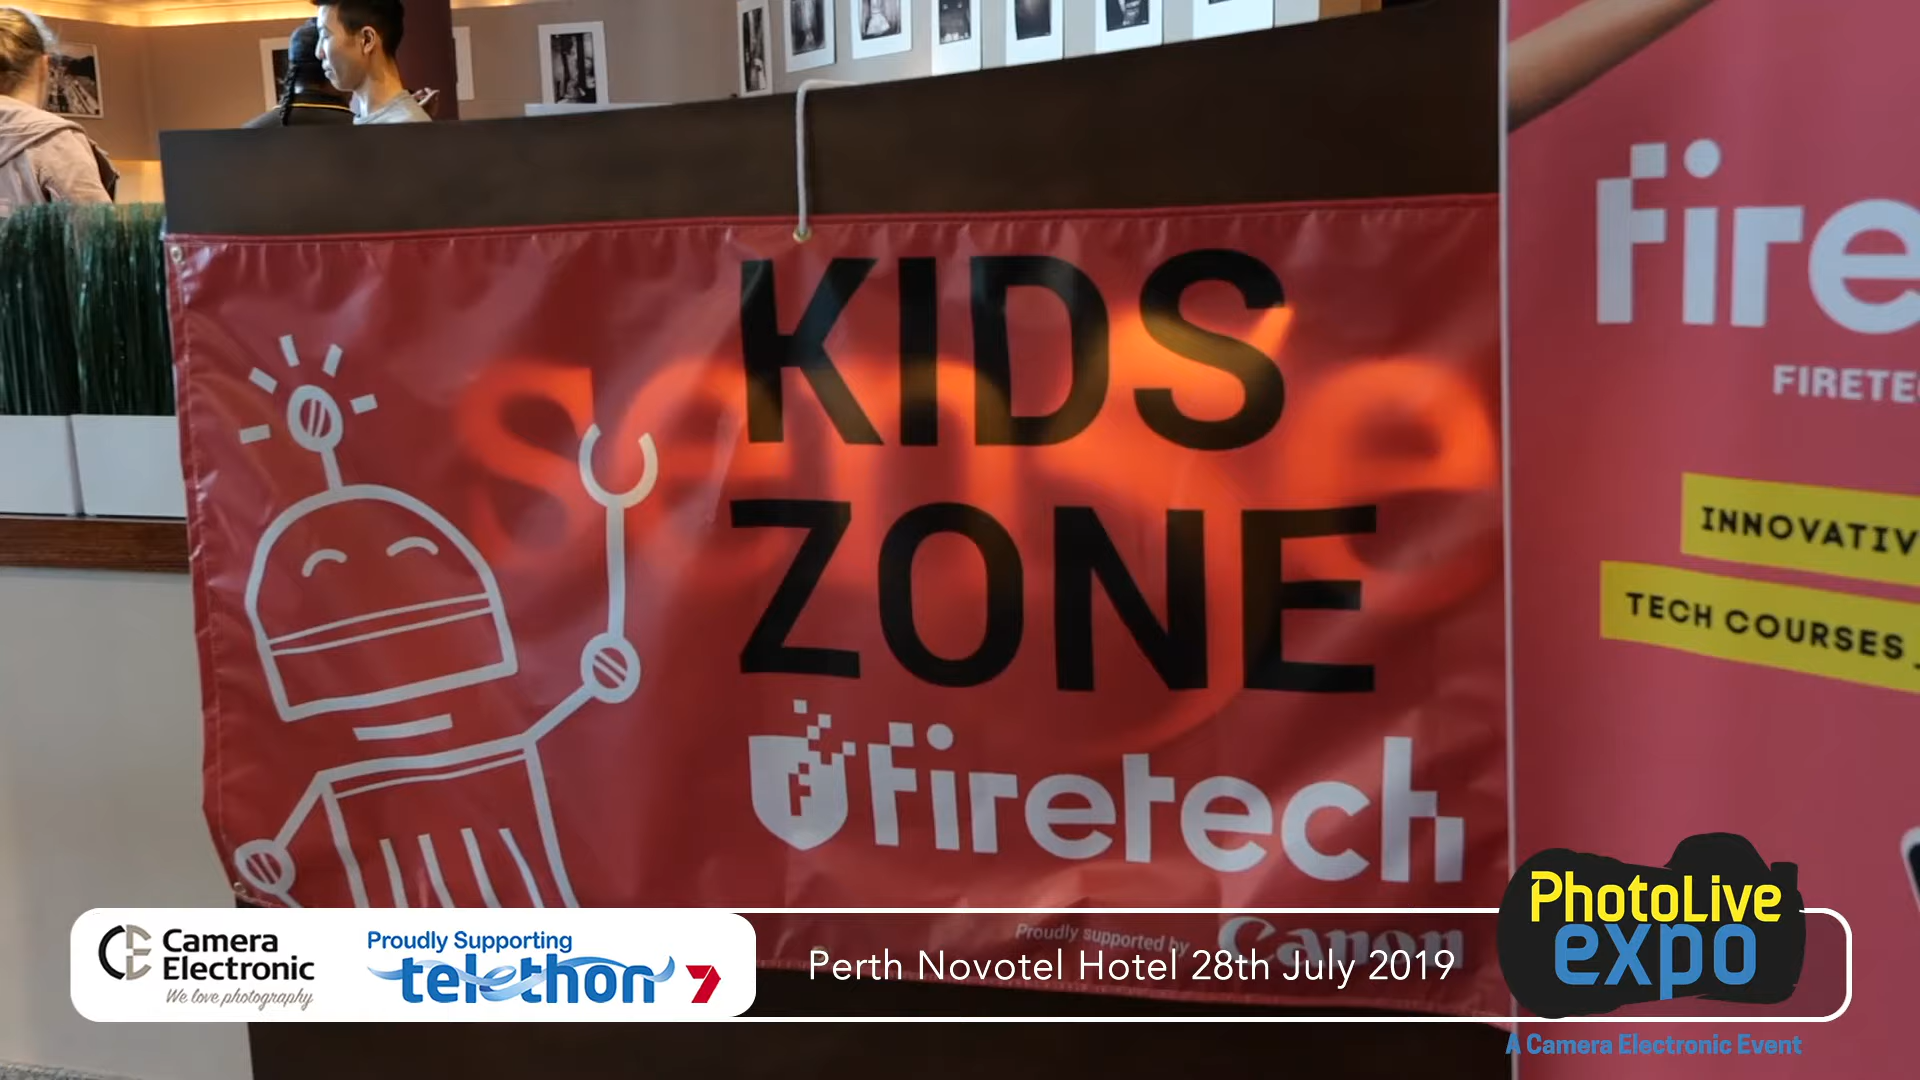 KIDS
ZONE
sense
firetech
F
Proudly supported by
Canon
fire
FIRETE
INNOVATIV
TECH COURSES
Camera
Electronic
We love photography
Proudly Supporting
telethon 7
Perth Novotel Hotel 28th July 2019
PhotoLive
expo
A Camera Electronic Event